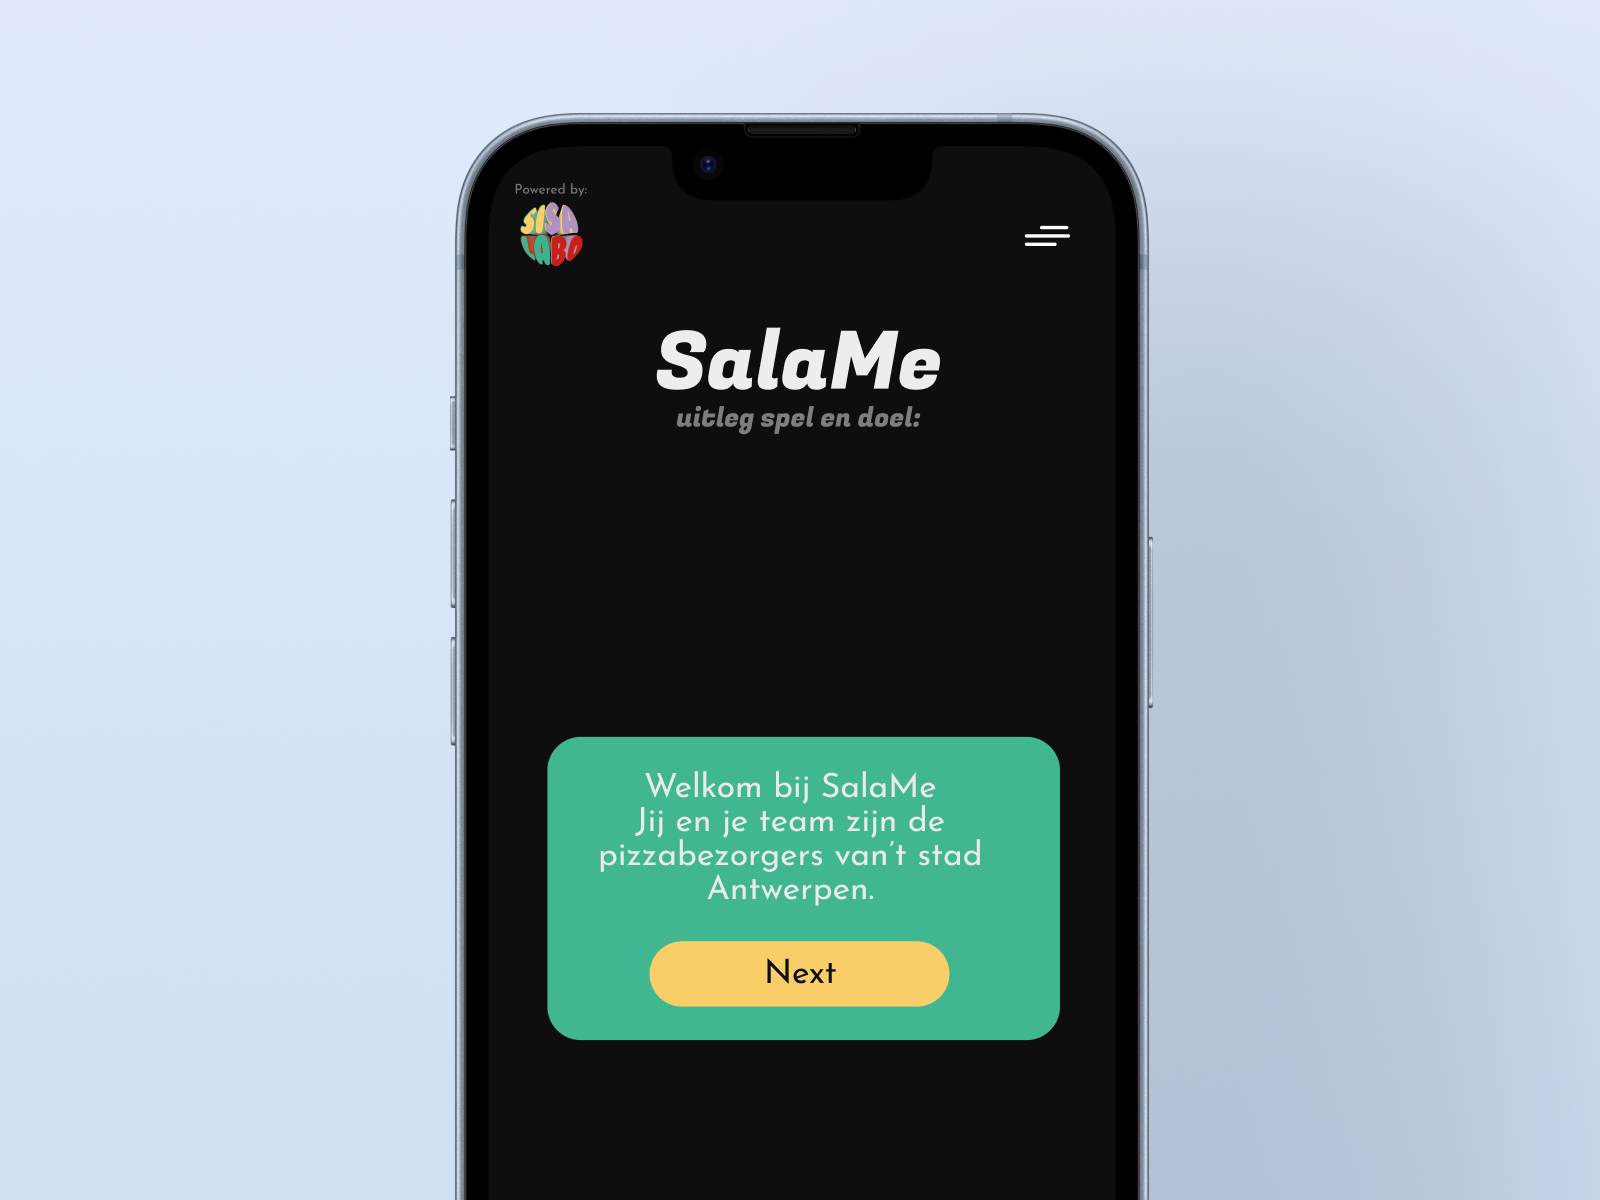 Powered by:
SISA
LABO
SalaMe
uitleg spel en doel:
Welkom bij SalaMe
Jij en je team zijn de
pizzabezorgers van't stad
Antwerpen.
Next